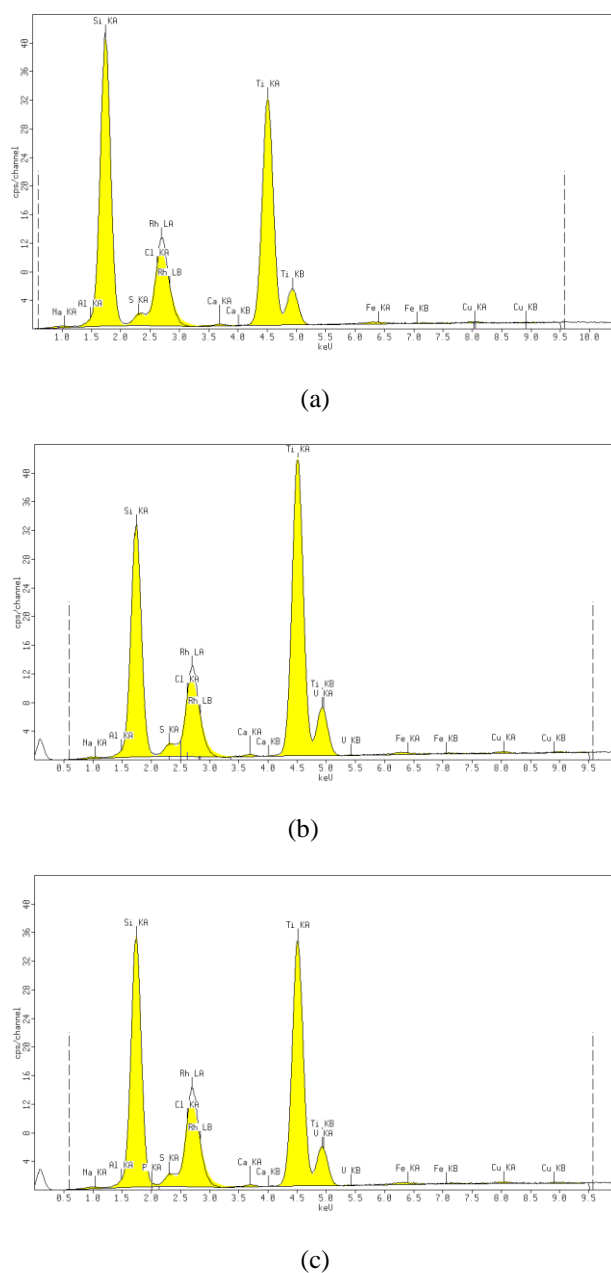 Si KA
Ti KA
Rh LA
Cl KA
Rh LB
Ti KB
S KA
Al KA
Na KA
Ca KA
Ca KB
Fe KA
Fe KB
Cu KA
Cu KB
cps/channel
40
36
32
28
24
20
16
12
8
4
1.0 1.5 2.0 2.5 3.0 3.5 4.0 4.5 5.0 5.5 6.0 6.5 7.0 7.5 8.0 8.5 9.0 9.5 10.0
keV
(a)
Ti KA
Si KA
Rh LA
Cl KA
Rh LB
Ti KB
V KA
S KA
Al KA
Na KA
Ca KA
Ca KB
V KB
Fe KA
Fe KB
Cu KA
Cu KB
cps/channel
40
36
32
28
24
20
16
12
8
4
0.5 1.0 1.5 2.0 2.5 3.0 3.5 4.0 4.5 5.0 5.5 6.0 6.5 7.0 7.5 8.0 8.5 9.0 9.5
keV
(b)
Si KA
Ti KA
Rh LA
Cl KA
Rh LB
Ti KB
V KA
S KA
Al KA
P KA
Na KA
Ca KA
Ca KB
V KB
Fe KA
Fe KB
Cu KA
Cu KB
cps/channel
40
36
32
28
24
20
16
12
8
4
0.5 1.0 1.5 2.0 2.5 3.0 3.5 4.0 4.5 5.0 5.5 6.0 6.5 7.0 7.5 8.0 8.5 9.0 9.5
keV
(c)